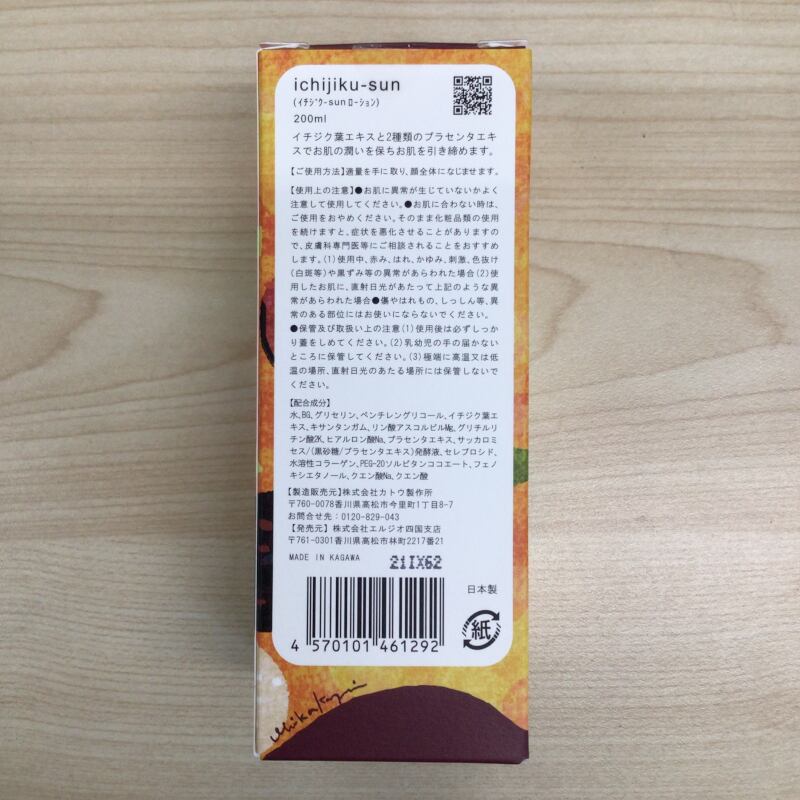 ichijiku-sun
(イチジク-sunローション)
200ml
イチジク葉エキスと2種類のプラセンタエキ
スでお肌の潤いを保ちお肌を引き締めます。
【ご使用方法】適量を手に取り、顔全体になじませます。
【使用上の注意】●お肌に異常が生じていないかよく
注意して使用してください。●お肌に合わない時は、
ご使用をおやめください。そのまま化粧品類の使用
を続けますと、症状を悪化させることがありますの
で、皮膚科専門医等にご相談されることをおすすめ
します。(1)使用中、赤み、はれ、かゆみ、刺激、色抜け
(白斑等)や黒ずみ等の異常があらわれた場合(2)使
用したお肌に、直射日光があたって上記のような異
常があらわれた場合●傷やはれもの、しっしん等、異
常のある部位にはお使いにならないでください。
●保管及び取扱い上の注意(1)使用後は必ずしっか
り蓋をしめてください。(2)乳幼児の手の届かない
ところに保管してください。(3)極端に高温又は低
温の場所、直射日光のあたる場所には保管しないで
ください。
【配合成分】
水、BG、グリセリン、ペンチレングリコール、イチジク葉エ
キス、キサンタンガム、リン酸アスコルビルMg、グリチルリ
チン酸2K、ヒアルロン酸Na、プラセンタエキス、サッカロミ
セス/(黒砂糖/プラセンタエキス)発酵液、セレブロシド、
水溶性コラーゲン、PEG-20ソルビタンココエート、フェノ
キシエタノール、クエン酸Na、クエン酸
【製造販売元】株式会社カトウ製作所
〒760-0078香川県高松市今里町1丁目8-7
お問合せ先：0120-829-043
【発売元】株式会社エルジオ四国支店
〒761-0301香川県高松市林町2217番21
MADE IN KAGAWA
21IX62
日本製
紙
4 570101 461292